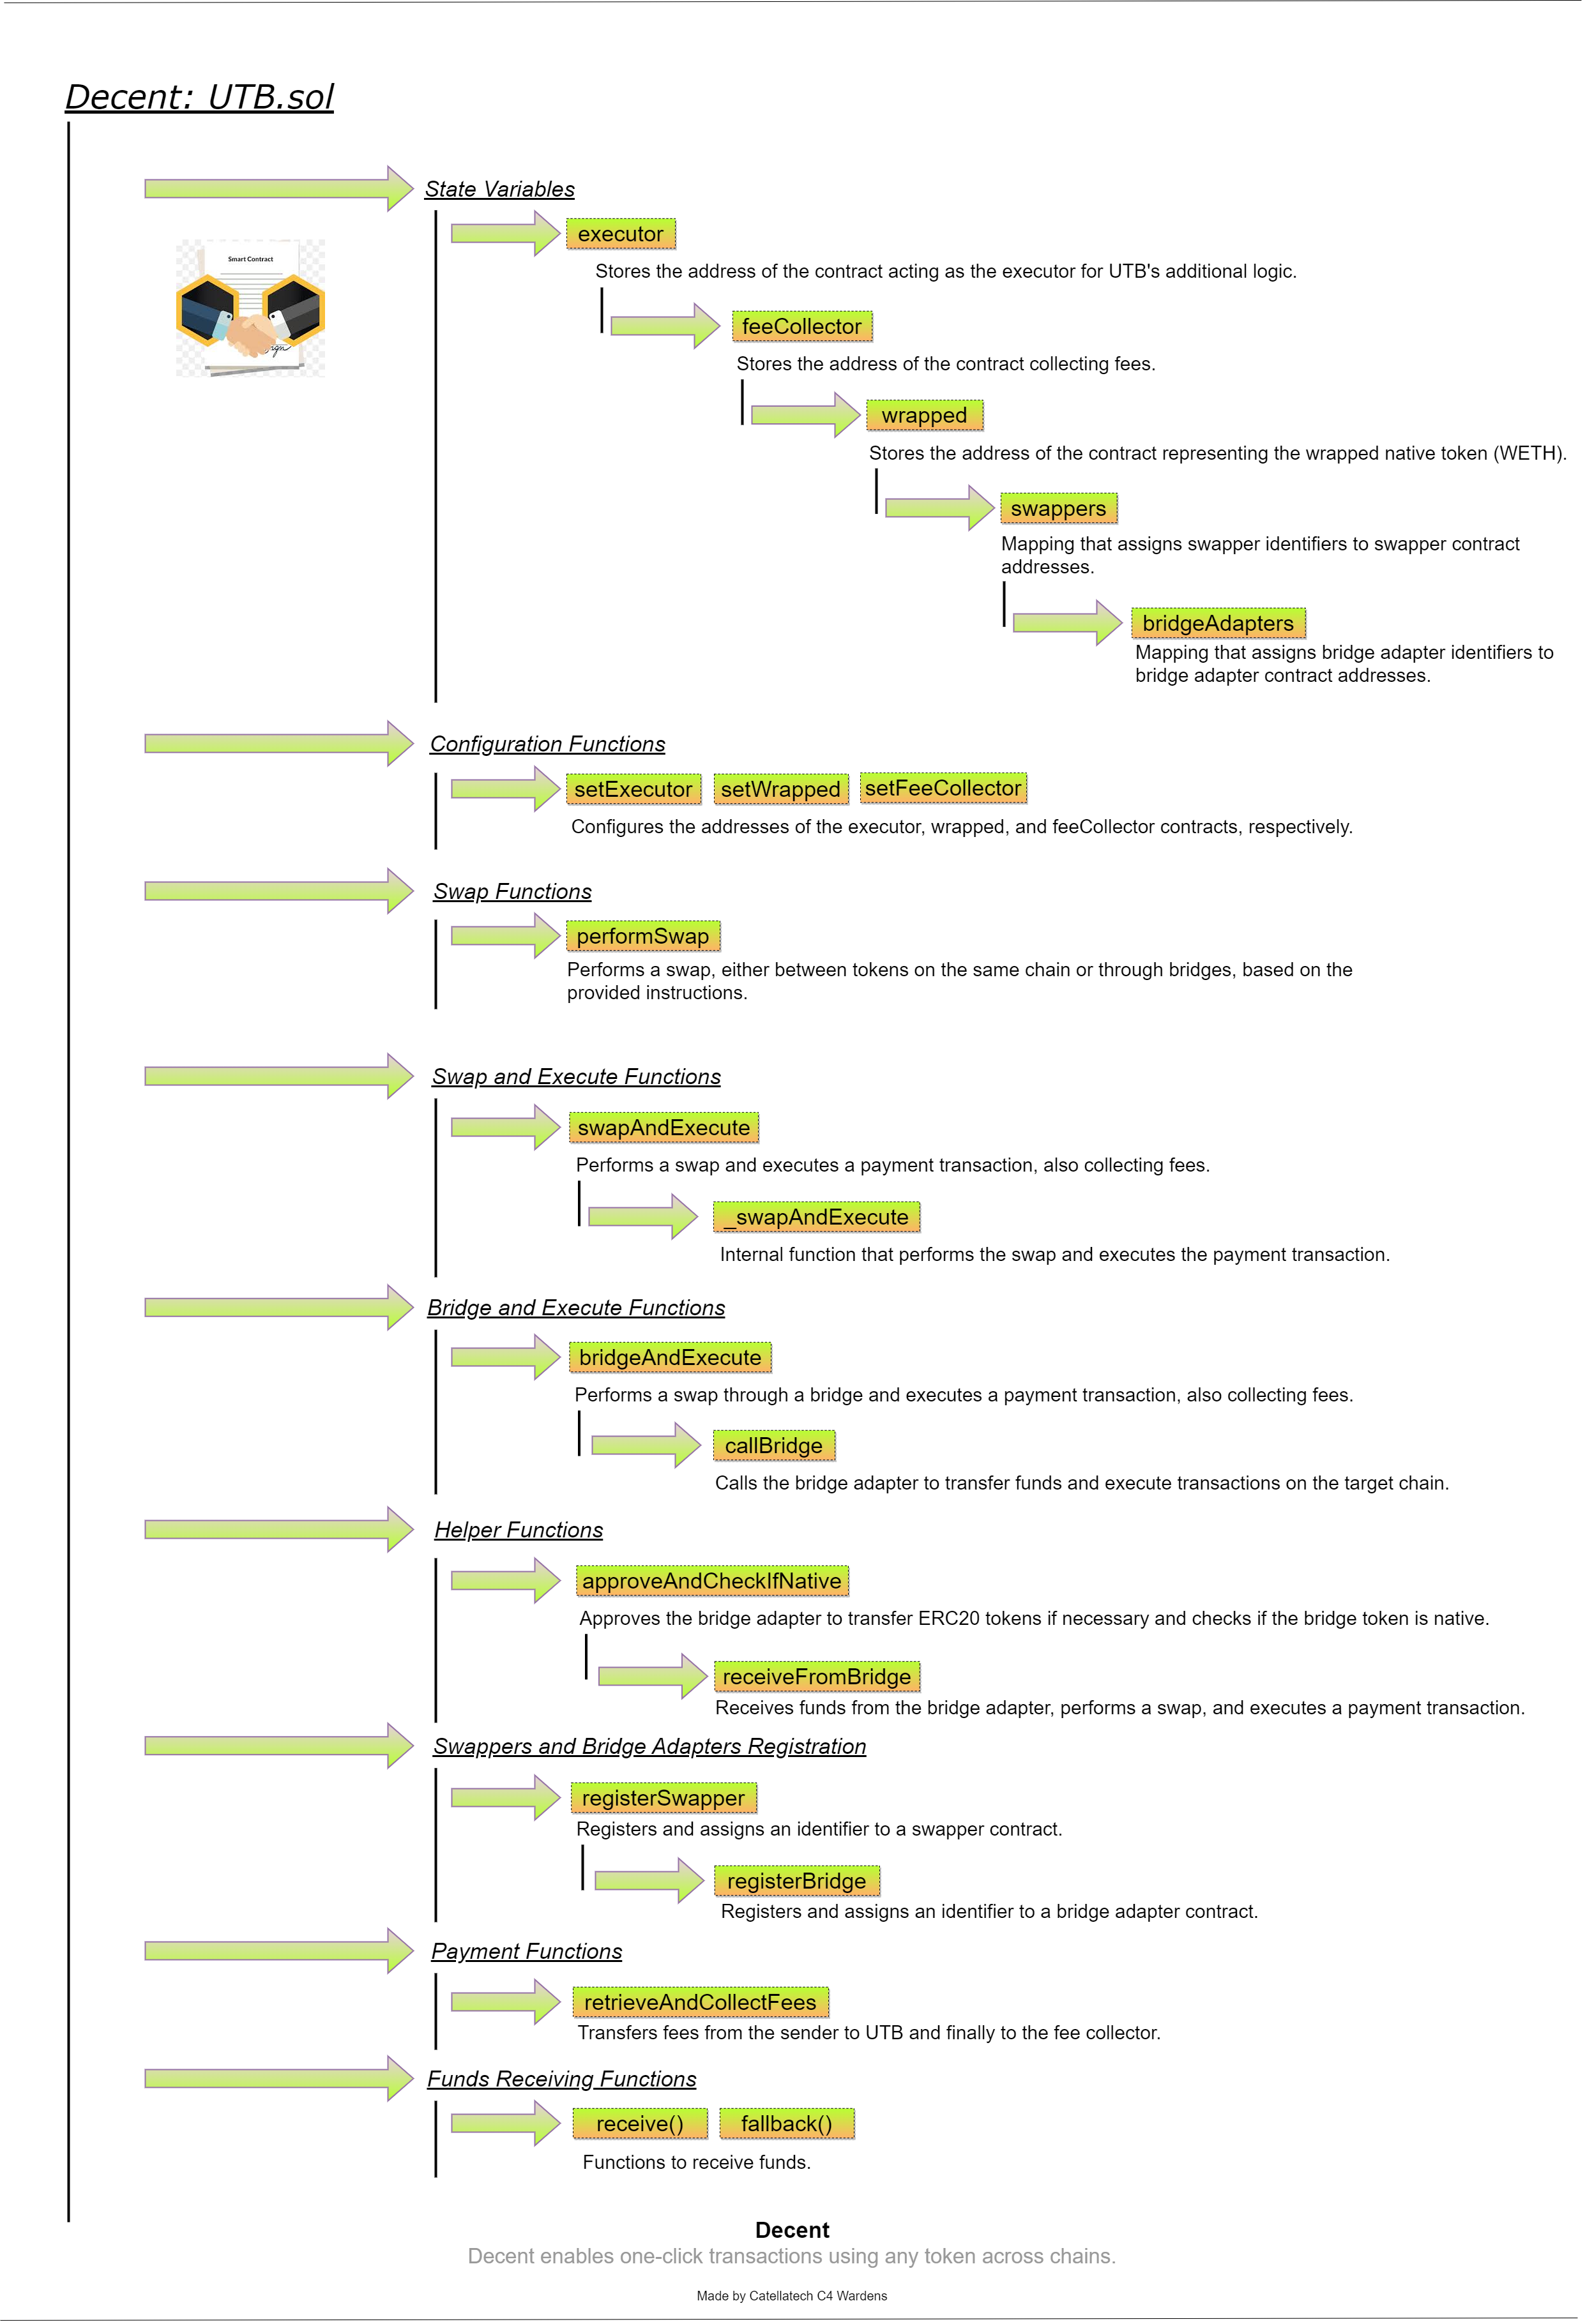 Decent: UTB.sol
State Variables
executor
Smart Contract
Stores the address of the contract acting as the executor for UTB's additional logic.
feeCollector
Stores the address of the contract collecting fees.
wrapped
Stores the address of the contract representing the wrapped native token (WETH).
swappers
Mapping that assigns swapper identifiers to swapper contract
addresses.
bridgeAdapters
Mapping that assigns bridge adapter identifiers to
bridge adapter contract addresses.
Configuration Functions
setExecutor setWrapped setFeeCollector
Configures the addresses of the executor, wrapped, and feeCollector contracts, respectively.
Swap Functions
performSwap
Performs a swap, either between tokens on the same chain or through bridges, based on the
provided instructions.
Swap and Execute Functions
swapAndExecute
Performs a swap and executes a payment transaction, also collecting fees.
_swapAndExecute
Internal function that performs the swap and executes the payment transaction.
Bridge and Execute Functions
bridgeAndExecute
Performs a swap through a bridge and executes a payment transaction, also collecting fees.
callBridge
Calls the bridge adapter to transfer funds and execute transactions on the target chain.
Helper Functions
approveAndCheckIfNative
Approves the bridge adapter to transfer ERC20 tokens if necessary and checks if the bridge token is native.
receiveFromBridge
Receives funds from the bridge adapter, performs a swap, and executes a payment transaction.
Swappers and Bridge Adapters Registration
registerSwapper
Registers and assigns an identifier to a swapper contract.
registerBridge
Registers and assigns an identifier to a bridge adapter contract.
Payment Functions
retrieveAndCollectFees
Transfers fees from the sender to UTB and finally to the fee collector.
Funds Receiving Functions
receive() fallback()
Functions to receive funds.
Decent
Decent enables one-click transactions using any token across chains.
Made by Catellatech C4 Wardens